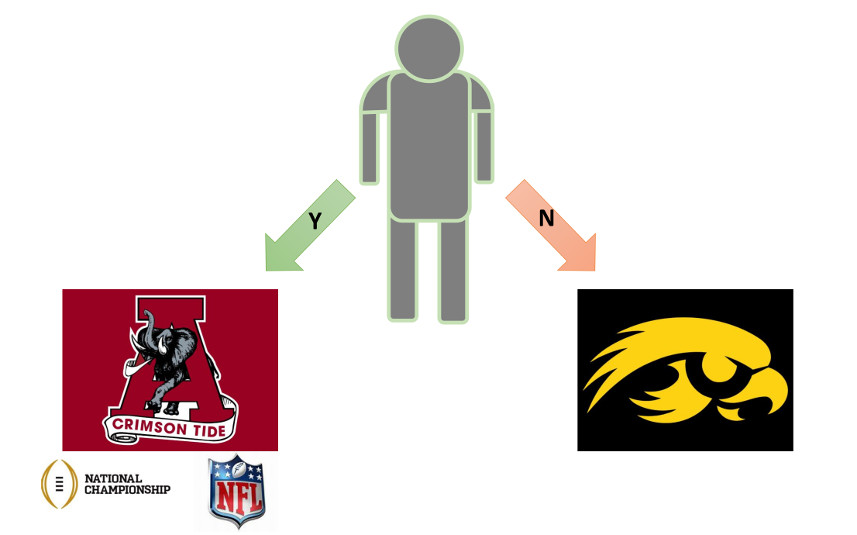 Y
N
CRIMSON TIDE
NATIONAL
CHAMPIONSHIP
NFL